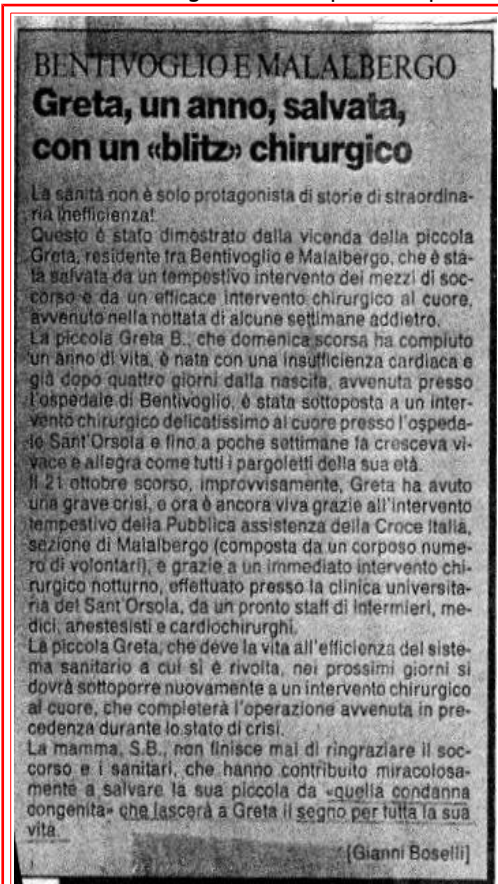 BENTIVOGLIO E MALALBERGO
Greta, un anno, salvata,
con un «blitz» chirurgico
La sanità non è solo protagonista di storie di straordina-
ria inefficienza!
Questo è stato dimostrato dalla vicenda della piccola
Greta, residente tra Bentivoglio e Malalbergo, che è sta-
ta salvata da un tempestivo intervento dei mezzi di soc-
corso e da un efficace intervento chirurgico al cuore,
avvenuto nella nottata di alcune settimane addietro.
La piccola Greta B., che domenica scorsa ha compiuto
un anno di vita, è nata con una insufficienza cardiaca e
già dopo quattro giorni dalla nascita, avvenuta presso
l'ospedale di Bentivoglio, è stata sottoposta a un inter-
vento chirurgico delicatissimo al cuore presso l'ospeda-
le Sant'Orsola e fino a poche settimane fa cresceva vi-
vace e allegra come tutti i pargoletti della sua età.
Il 21 ottobre scorso, improvvisamente, Greta ha avuto
una grave crisi, e ora è ancora viva grazie all'intervento
tempestivo della Pubblica assistenza della Croce Italia,
sezione di Malalbergo (composta da un corposo nume-
ro di volontari), e grazie a un immediato intervento chi-
rurgico notturno, effettuato presso la clinica universita-
ria del Sant'Orsola, da un pronto staff di infermieri, me-
dici, anestesisti e cardiochirurghi.
La piccola Greta, che deve la vita all'efficienza del siste-
ma sanitario a cui si è rivolta, nei prossimi giorni si
dovrà sottoporre nuovamente a un intervento chirurgico
al cuore, che completerà l'operazione avvenuta in pre-
cedenza durante lo stato di crisi.
La mamma, S.B., non finisce mai di ringraziare il soc-
corso e i sanitari, che hanno contribuito miracolosa-
mente a salvare la sua piccola da «quella condanna
congenita» che lascerà a Greta il segno per tutta la sua
vita.
[Gianni Boselli]